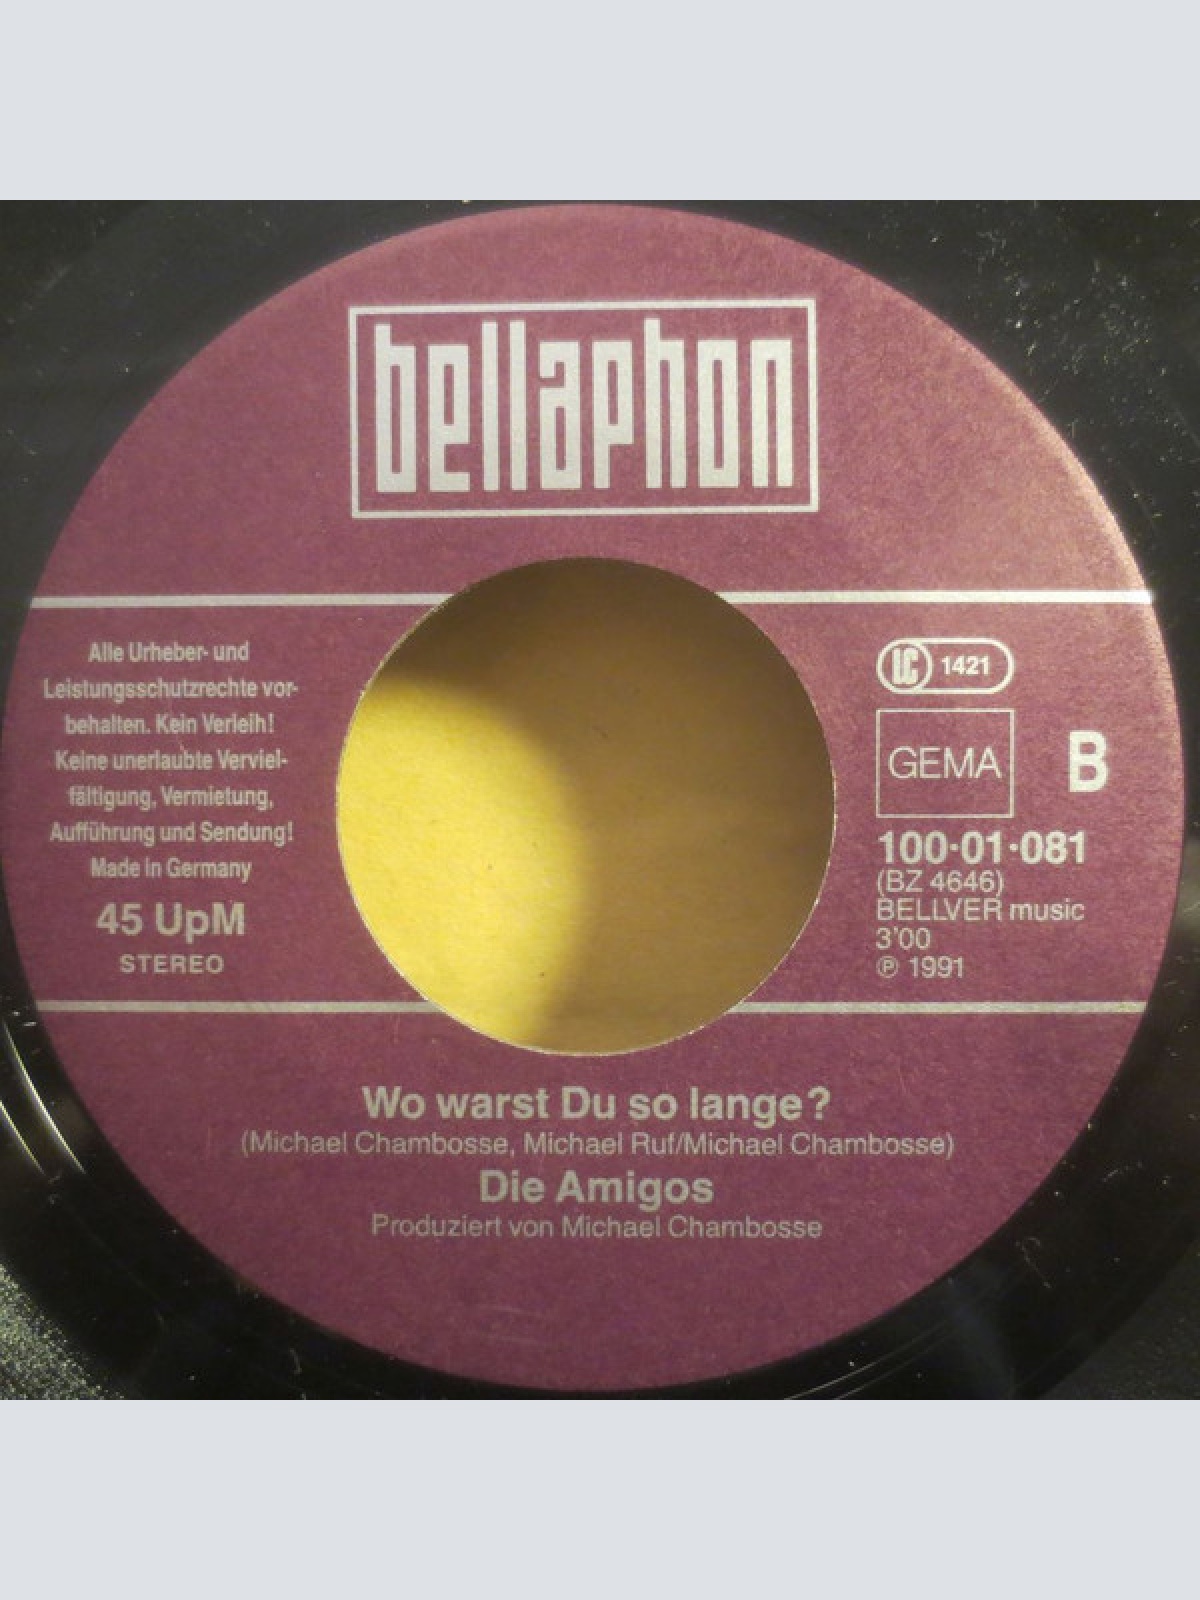 bellaphon
Alle Urheber- und
Leistungsschutzrechte vor-
behalten. Kein Verleih!
Keine unerlaubte Verviel-
fältigung, Vermietung,
Aufführung und Sendung!
Made in Germany
45 UpM
STEREO
LC 1421
GEMA
B
100·01·081
(BZ 4646)
BELLVER music
3'00
℗ 1991
Wo warst Du so lange?
(Michael Chambosse, Michael Ruf/Michael Chambosse)
Die Amigos
Produziert von Michael Chambosse